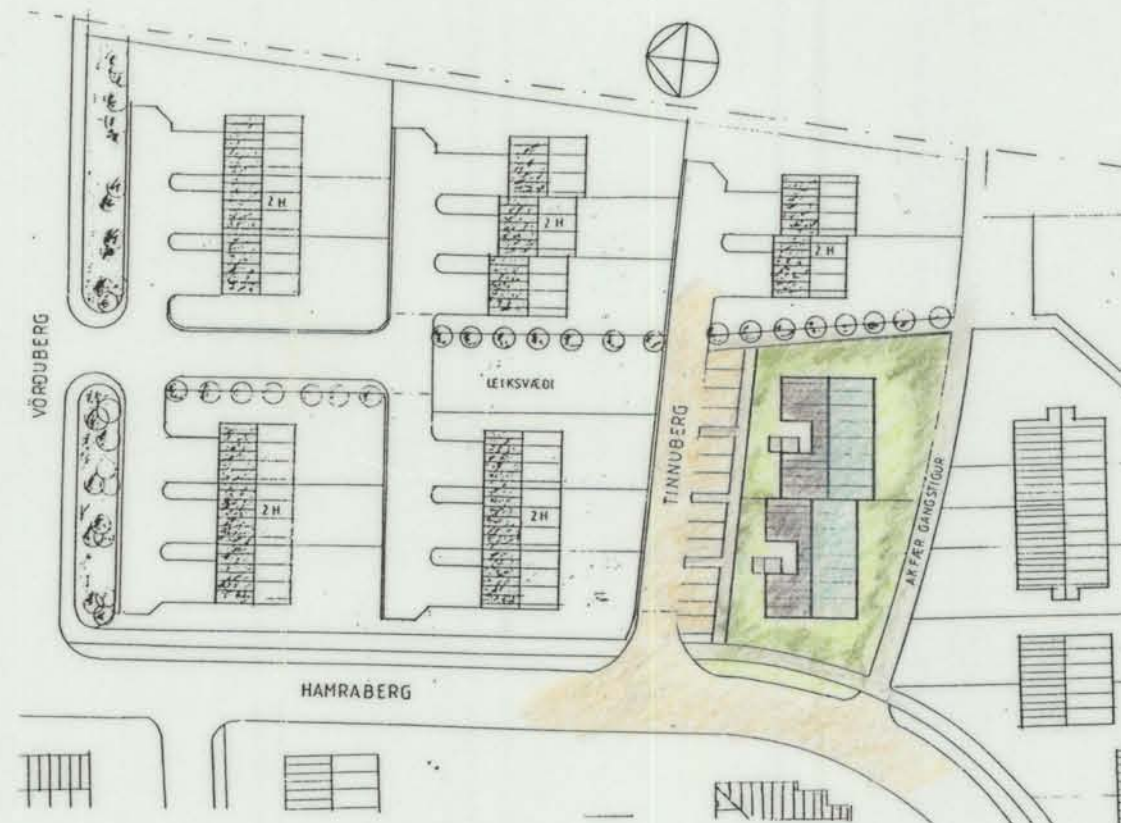 2H
2H
2H
VÖRÐUBERG
LEIKSVÆÐI
TINNUBERG
2H
2H
AKFÆR GANGSTÍGUR
HAMRABERG